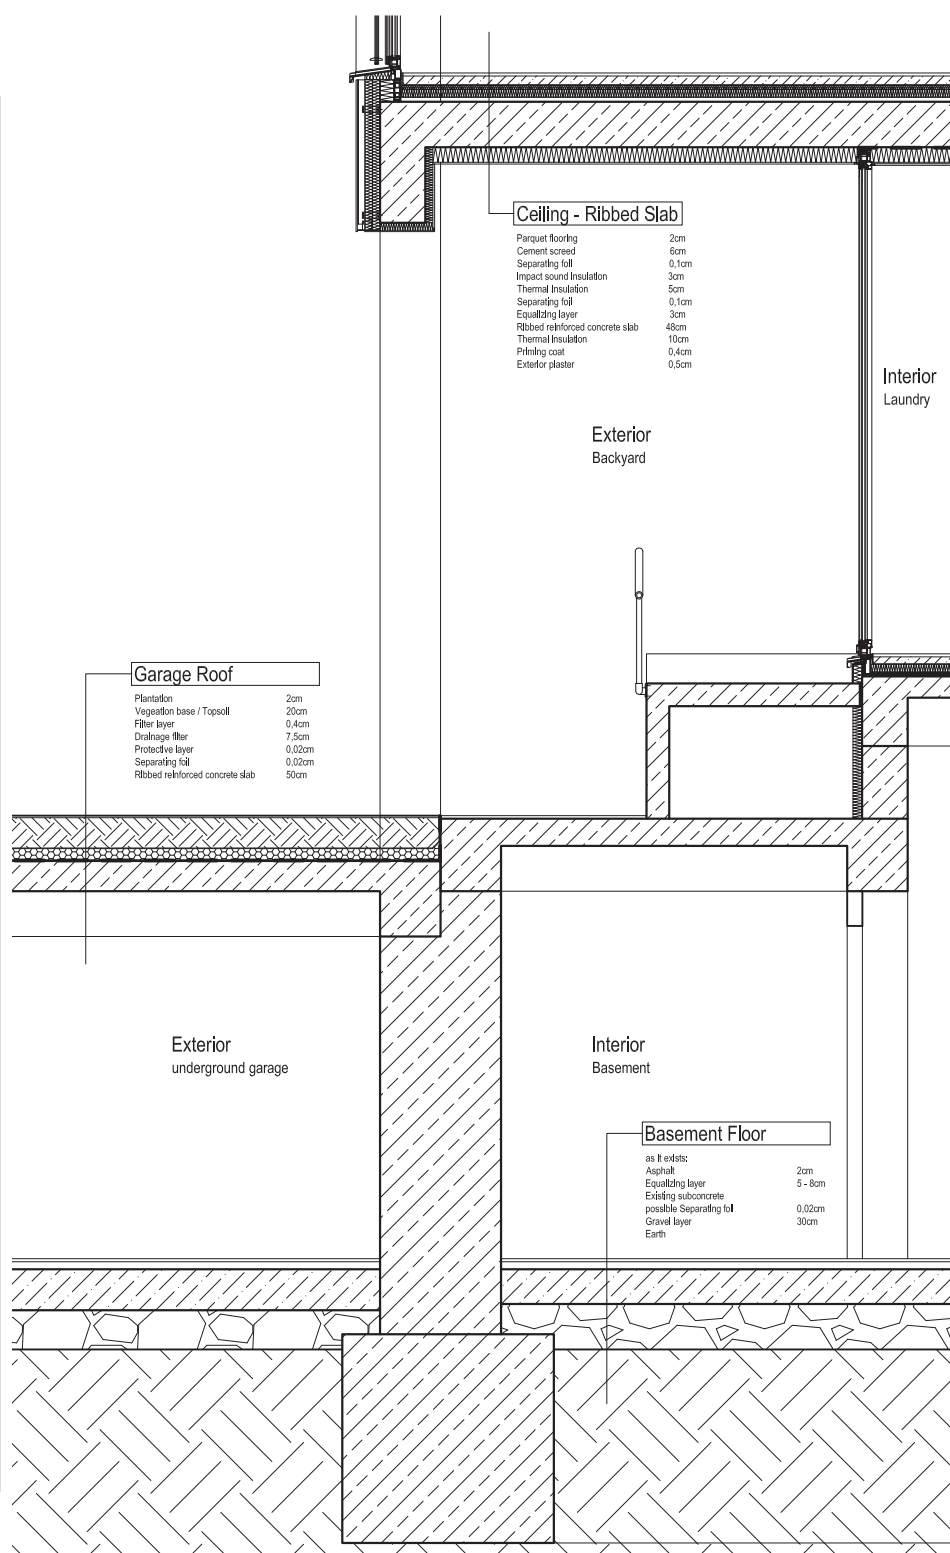 Ceiling - Ribbed Slab
Parquet flooring 2cm
Cement screed 6cm
Separating foil 0,1cm
Impact sound Insulation 3cm
Thermal Insulation 5cm
Separating foil 0,1cm
Equalizing layer 3cm
Ribbed reinforced concrete slab 48cm
Thermal Insulation 10cm
Priming coat 0,4cm
Exterior plaster 0,5cm
Interior
Laundry
Exterior
Backyard
Garage Roof
Plantation 2cm
Vegeation base / Topsoil 20cm
Filter layer 0,4cm
Drainage filter 7,5cm
Protective layer 0,02cm
Separating foil 0,02cm
Ribbed reinforced concrete slab 50cm
Exterior
underground garage
Interior
Basement
Basement Floor
as it exists:
Asphalt 2cm
Equalizing layer 5 - 8cm
Existing subconcrete
possible Separating foil 0,02cm
Gravel layer 30cm
Earth